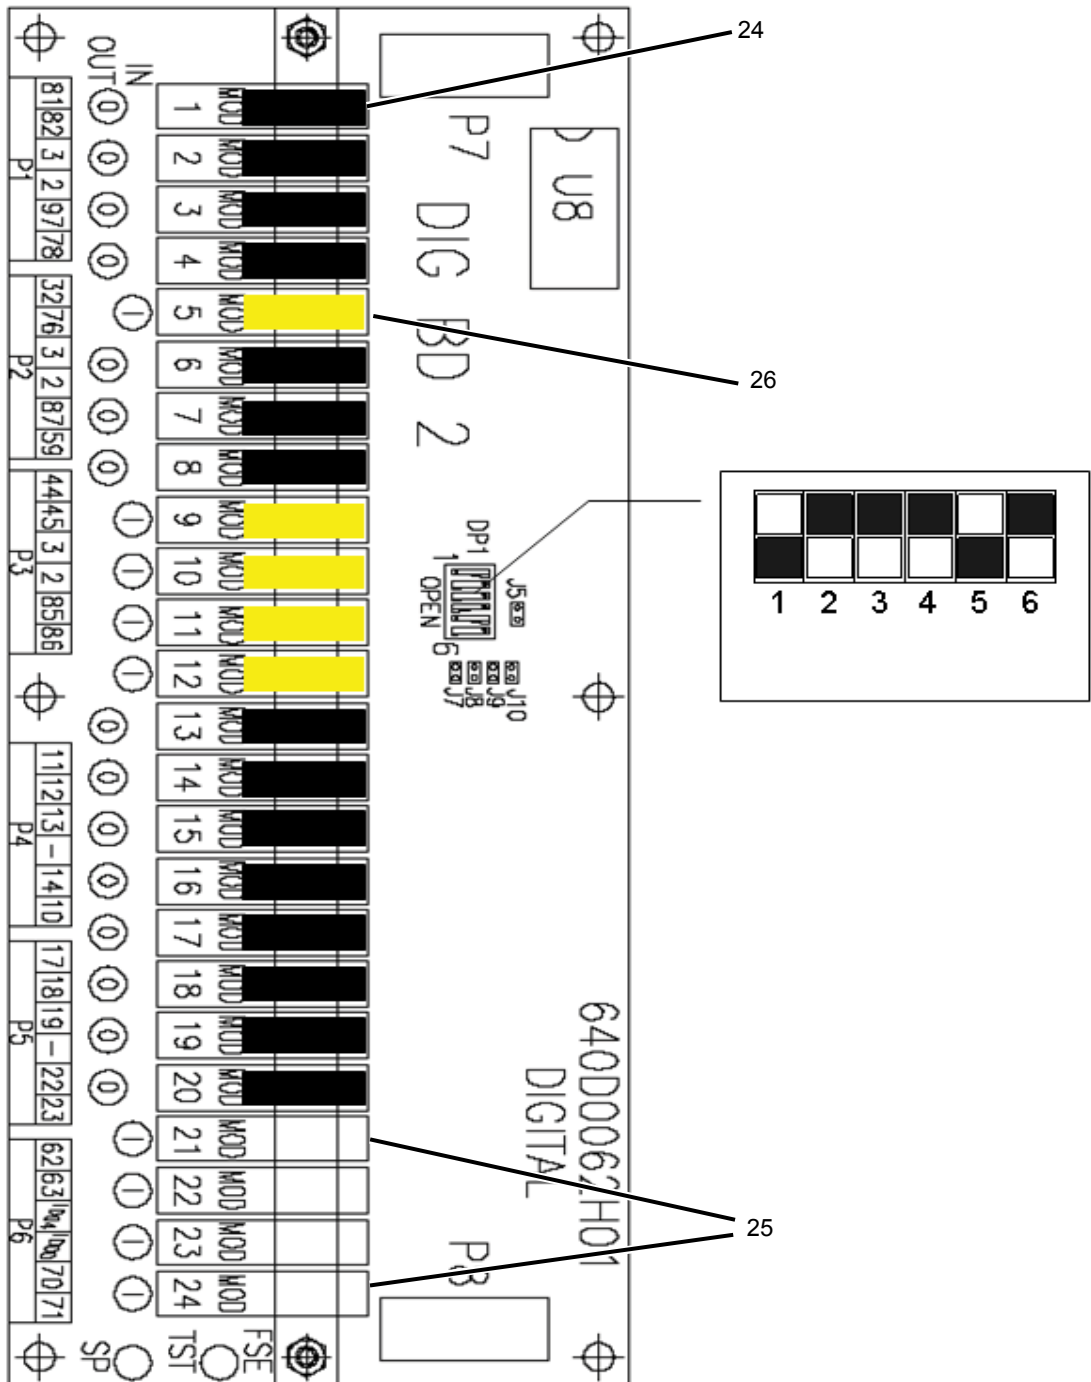 24
OUT
IN
P1
81 82 3 2 97 78
P2
32 76 3 2 87 59
P3
44 45 3 2 85 86
P4
11 12 13 – 14 10
P5
17 18 19 – 22 23
P6
62 63 70 71
1 MOD
2 MOD
3 MOD
4 MOD
5 MOD
6 MOD
7 MOD
8 MOD
9 MOD
10 MOD
11 MOD
12 MOD
13 MOD
14 MOD
15 MOD
16 MOD
17 MOD
18 MOD
19 MOD
20 MOD
21 MOD
22 MOD
23 MOD
24 MOD
SP
TST
FSE
P7
U8
DIG BD 2
26
DP1
1
OPEN
6
J5
J7
J8
J9
J10
1 2 3 4 5 6
640D0062H01
DIGITAL
25
P8